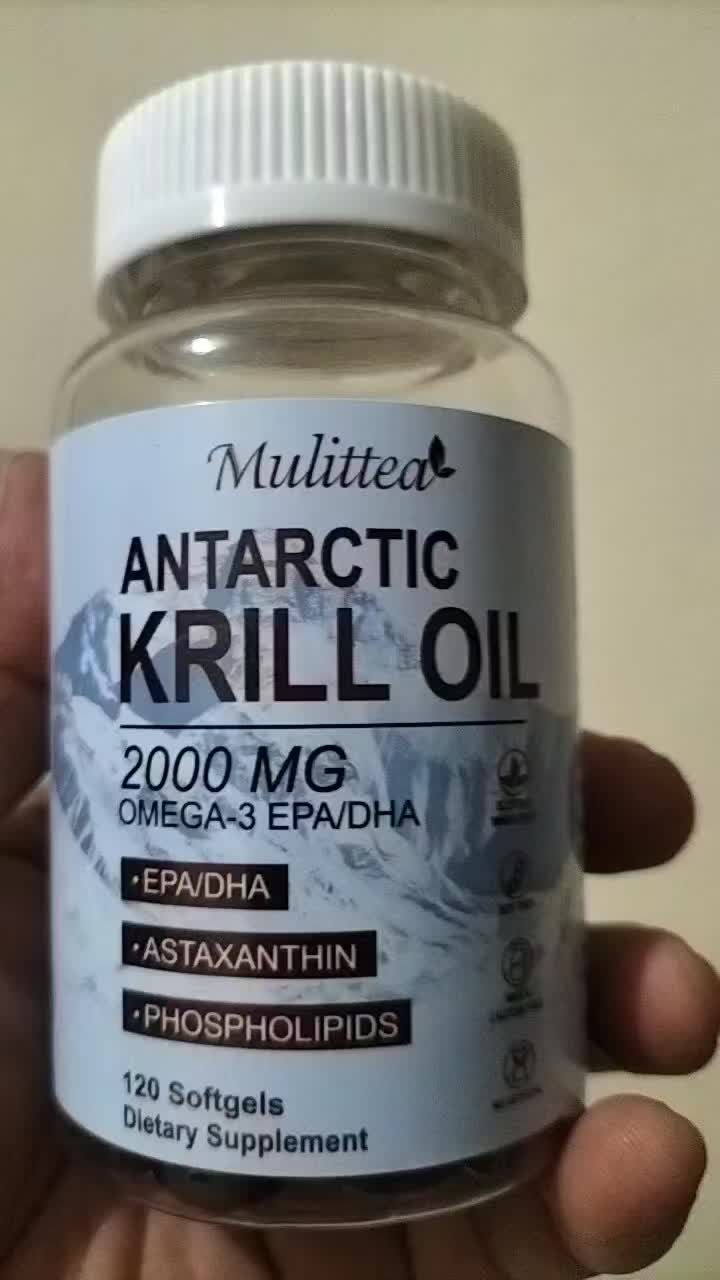 Mulittea
ANTARCTIC
KRILL OIL
2000 MG
OMEGA-3 EPA/DHA
•EPA/DHA
•ASTAXANTHIN
•PHOSPHOLIPIDS
120 Softgels
Dietary Supplement